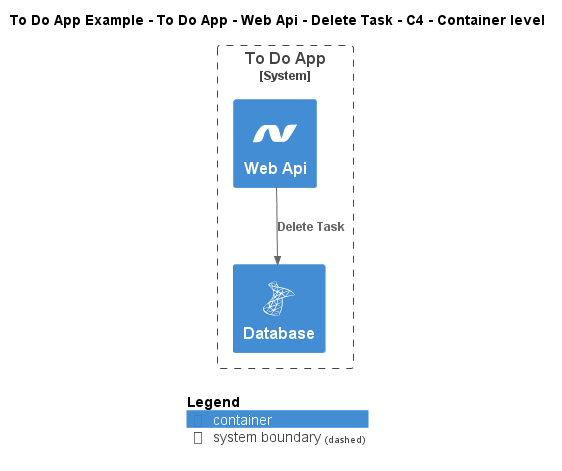 To Do App Example - To Do App - Web Api - Delete Task - C4 - Container level
To Do App
[System]
Web Api
Delete Task
Database
Legend
container
system boundary (dashed)